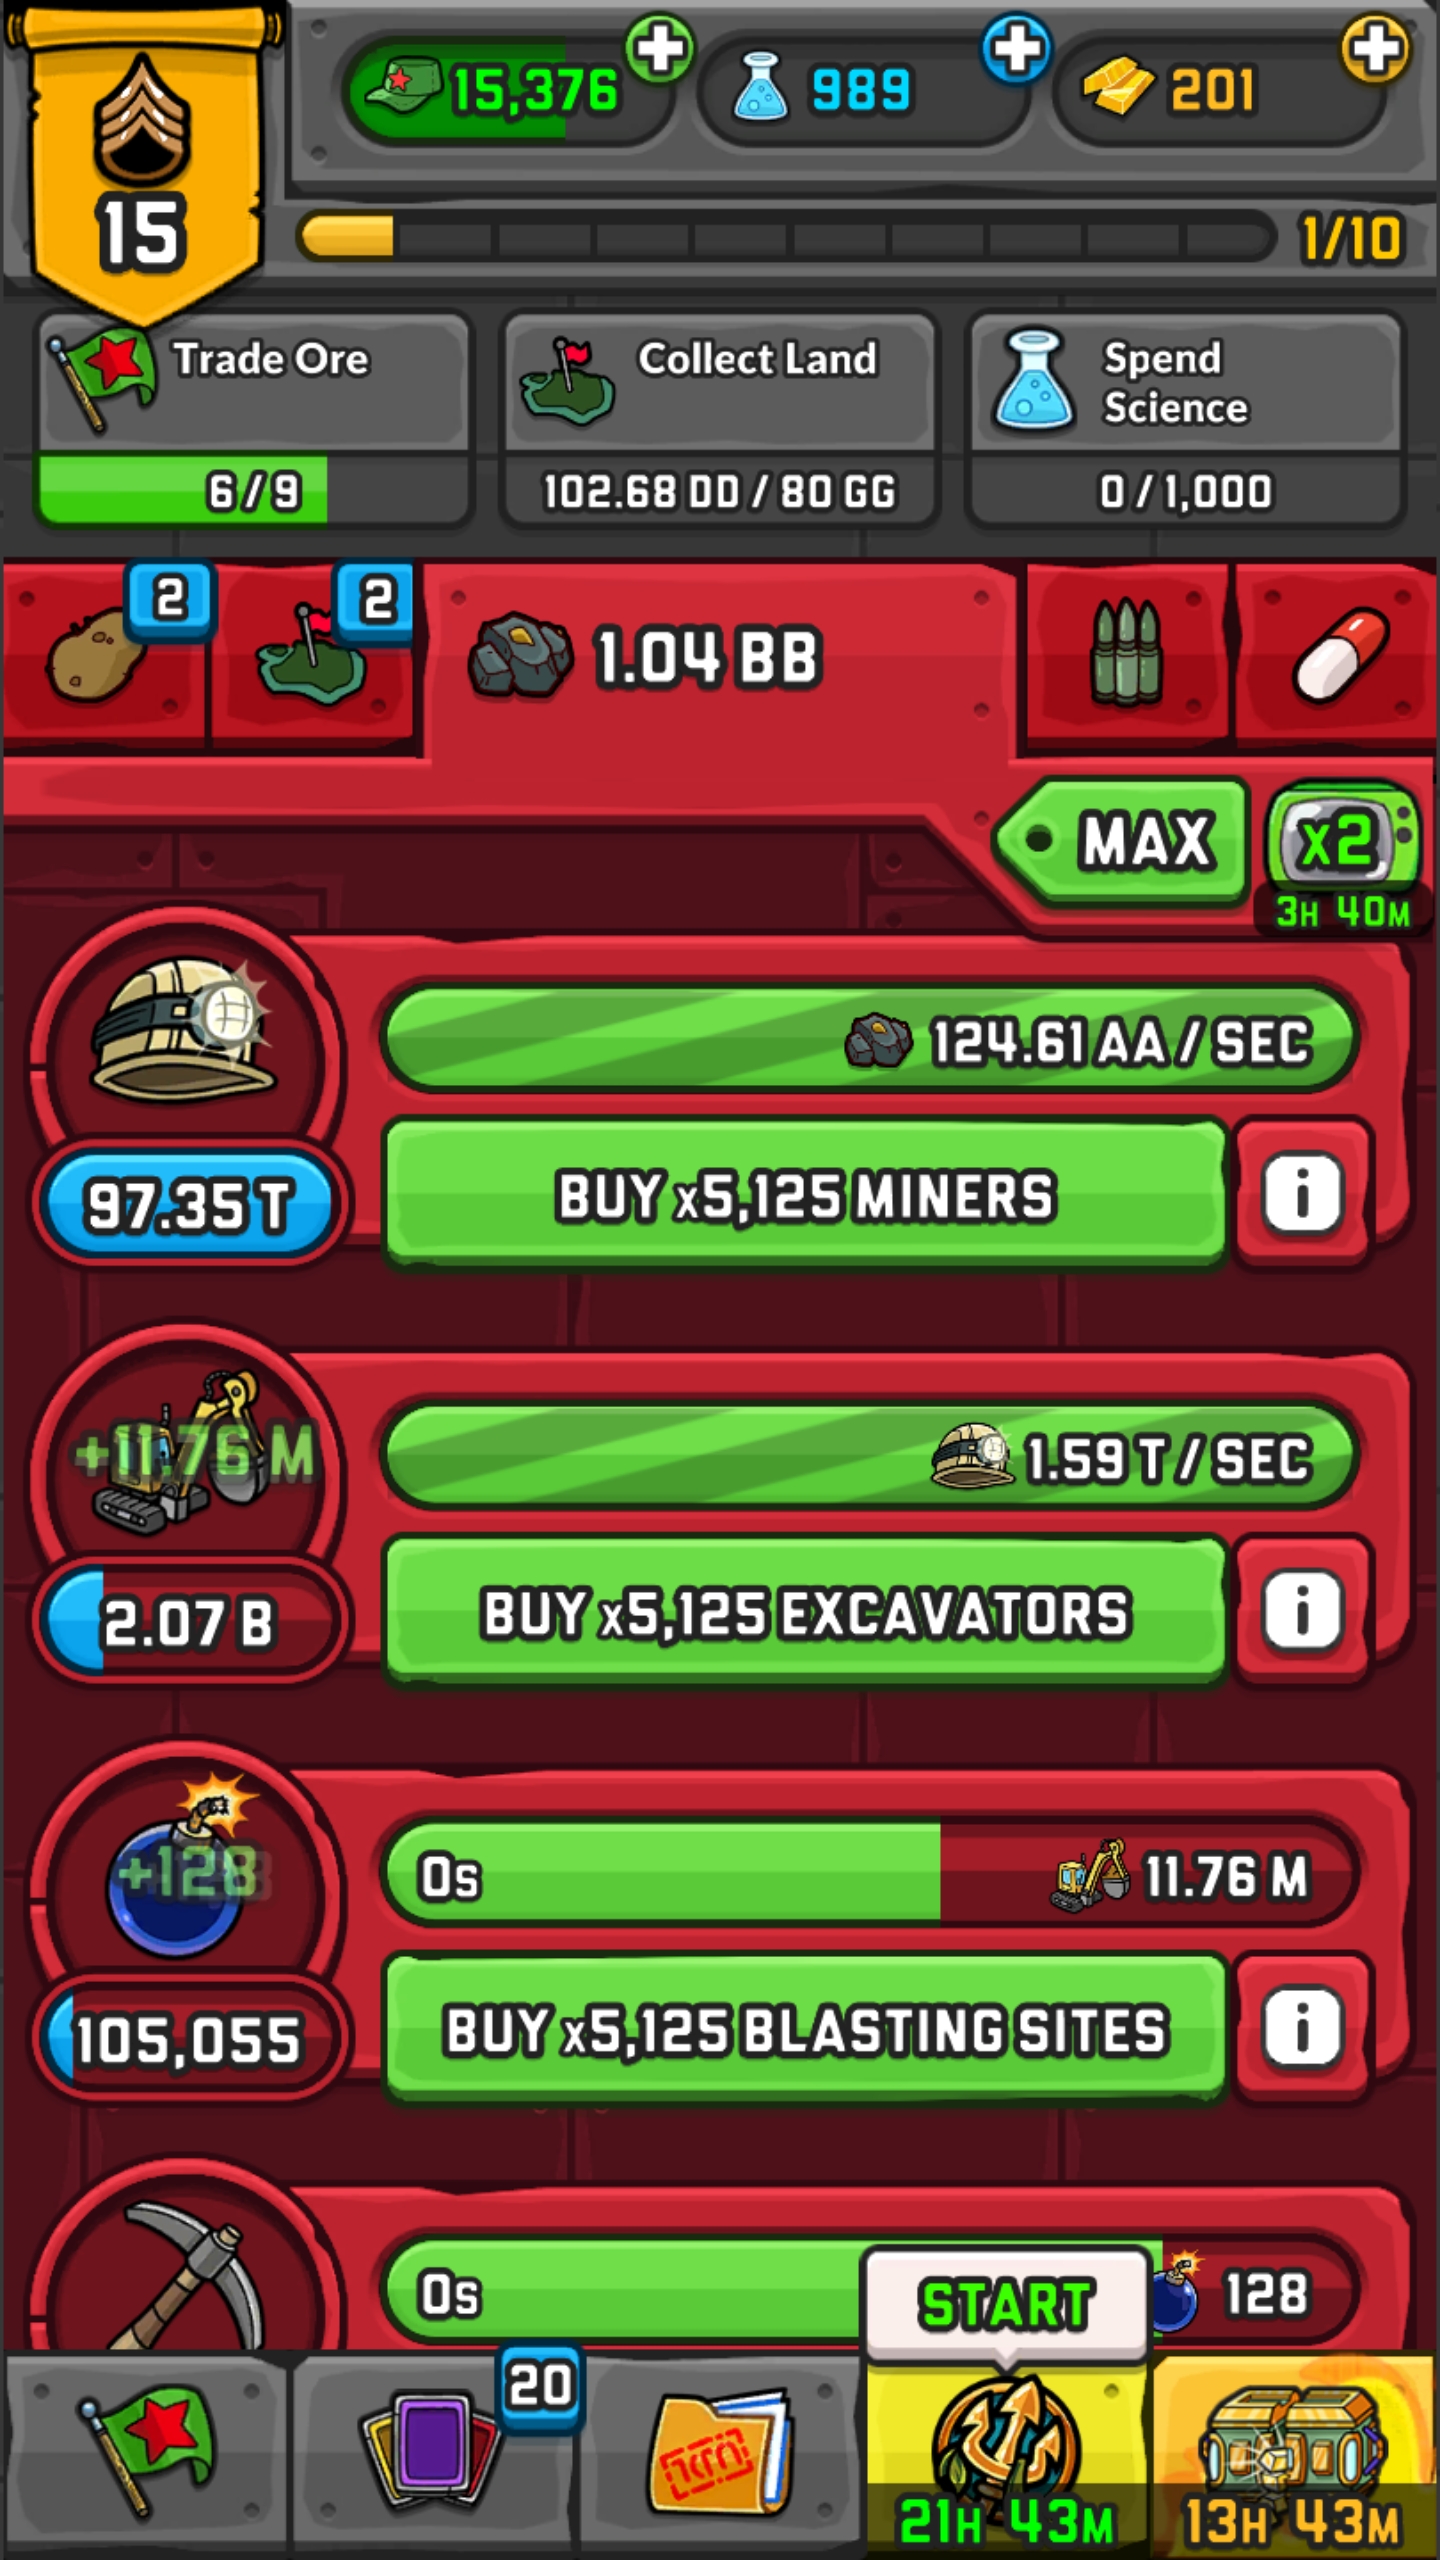 15,376
989
201
15
1/10
Trade Ore
Collect Land
Spend
Science
6/9
102.68 DD / 80 GG
0 / 1,000
2
2
1.04 BB
MAX
x2
3H 40M
124.61 AA / SEC
97.35 T
BUY x5,125 MINERS
i
+11.76 M
1.59 T / SEC
2.07 B
BUY x5,125 EXCAVATORS
i
+128
0s
11.76 M
105,055
BUY x5,125 BLASTING SITES
i
0s
START
128
20
21H 43M
13H 43M